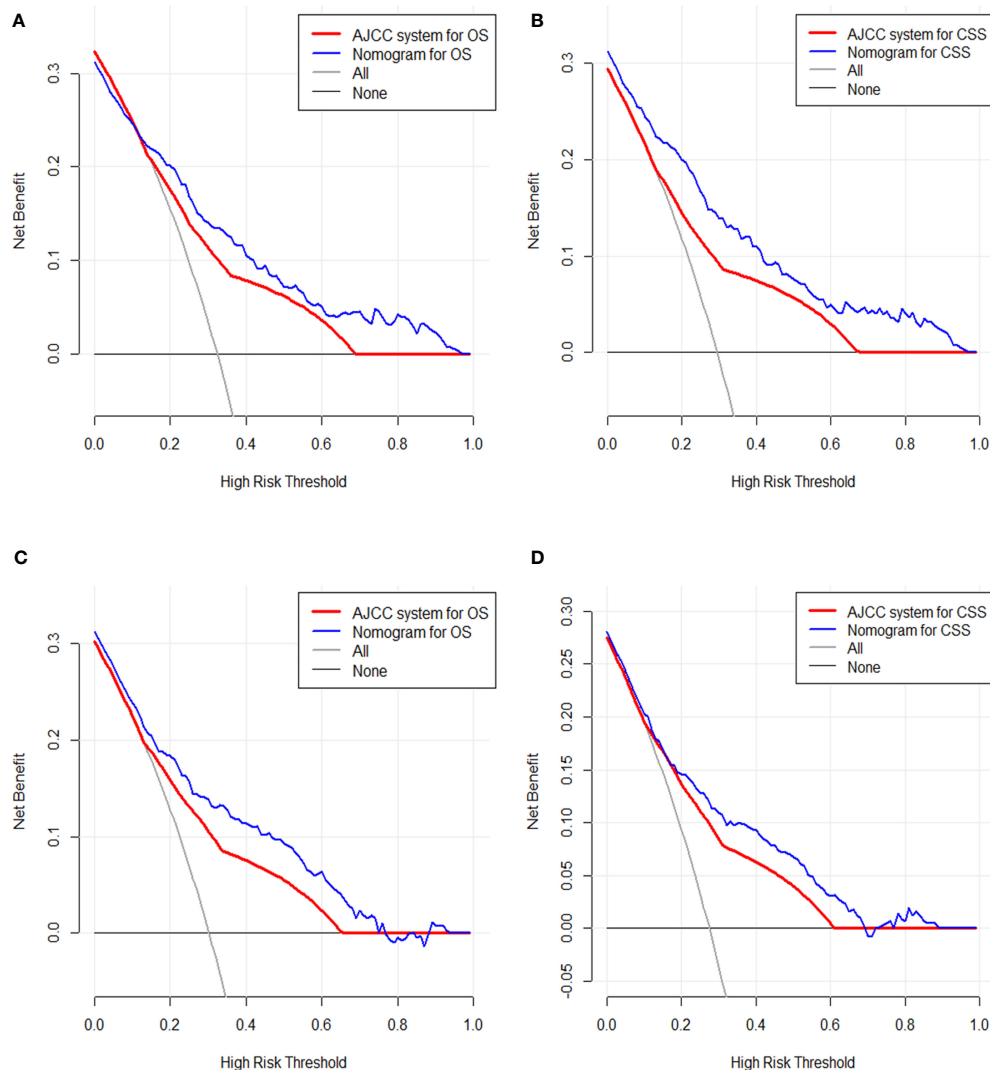 A
AJCC system for OS
Nomogram for OS
All
None
Net Benefit
0.3
0.2
0.1
0.0
0.0 0.2 0.4 0.6 0.8 1.0
High Risk Threshold
B
AJCC system for CSS
Nomogram for CSS
All
None
Net Benefit
0.3
0.2
0.1
0.0
0.0 0.2 0.4 0.6 0.8 1.0
High Risk Threshold
C
AJCC system for OS
Nomogram for OS
All
None
Net Benefit
0.3
0.2
0.1
0.0
0.0 0.2 0.4 0.6 0.8 1.0
High Risk Threshold
D
AJCC system for CSS
Nomogram for CSS
All
None
Net Benefit
0.30
0.25
0.20
0.15
0.10
0.05
0.00
-0.05
0.0 0.2 0.4 0.6 0.8 1.0
High Risk Threshold